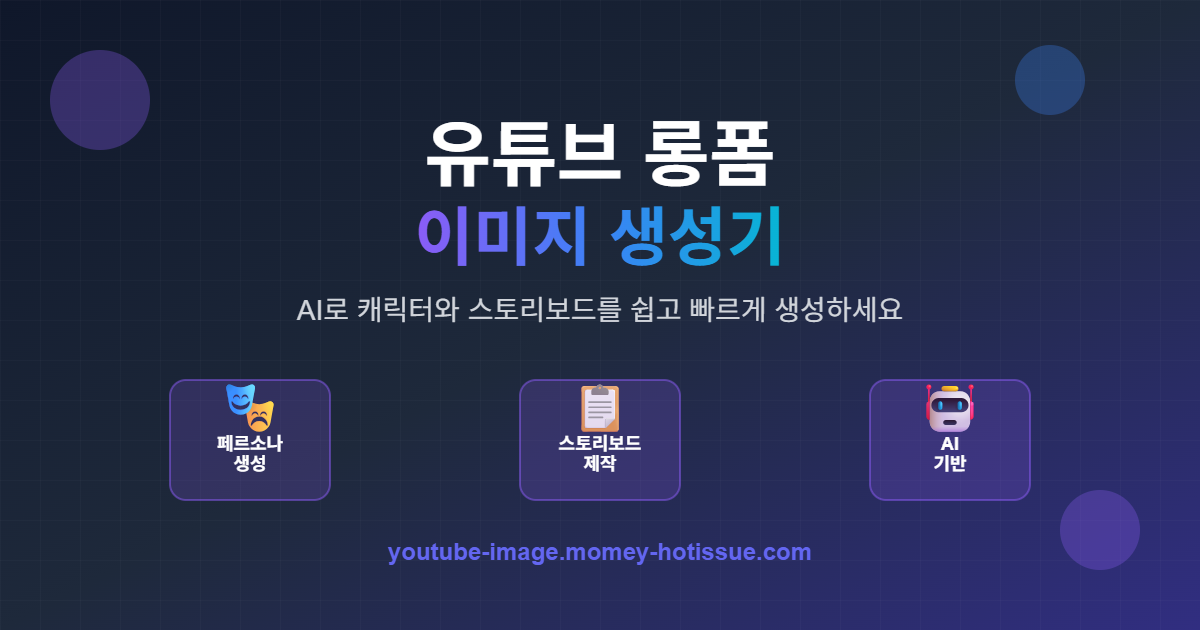 유튜브 롱폼
이미지 생성기
AI로 캐릭터와 스토리보드를 쉽고 빠르게 생성하세요
페르소나
생성
스토리보드
제작
AI
기반
youtube-image.momey-hotissue.com